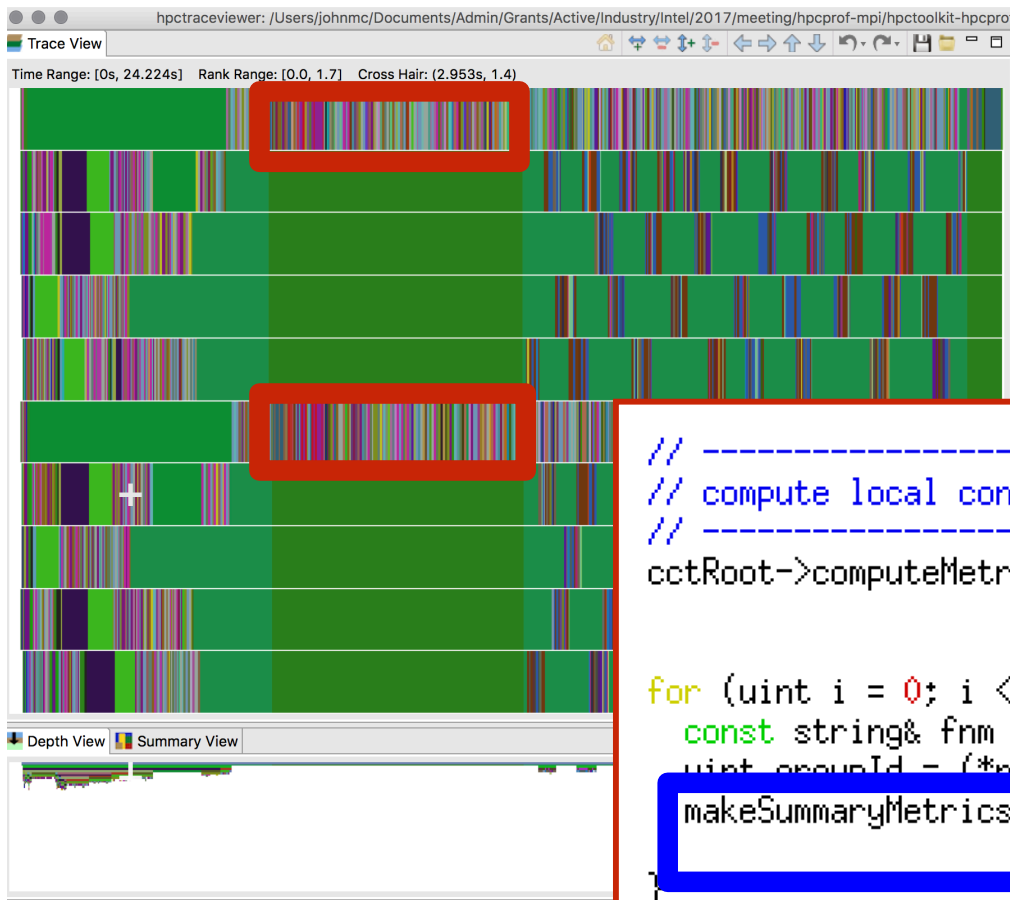 hpctraceviewer: /Users/johnmc/Documents/Admin/Grants/Active/Industry/Intel/2017/meeting/hpcprof-mpi/hpctoolkit-hpcpro
Trace View
Time Range: [0s, 24.224s] Rank Range: [0.0, 1.7] Cross Hair: (2.953s, 1.4)
// ------------------
// compute local con
// ------------------
cctRoot->computeMetr
for (uint i = 0; i <
const string& fnm
uint groupId = (*n
makeSummaryMetrics
}
Depth View
Summary View